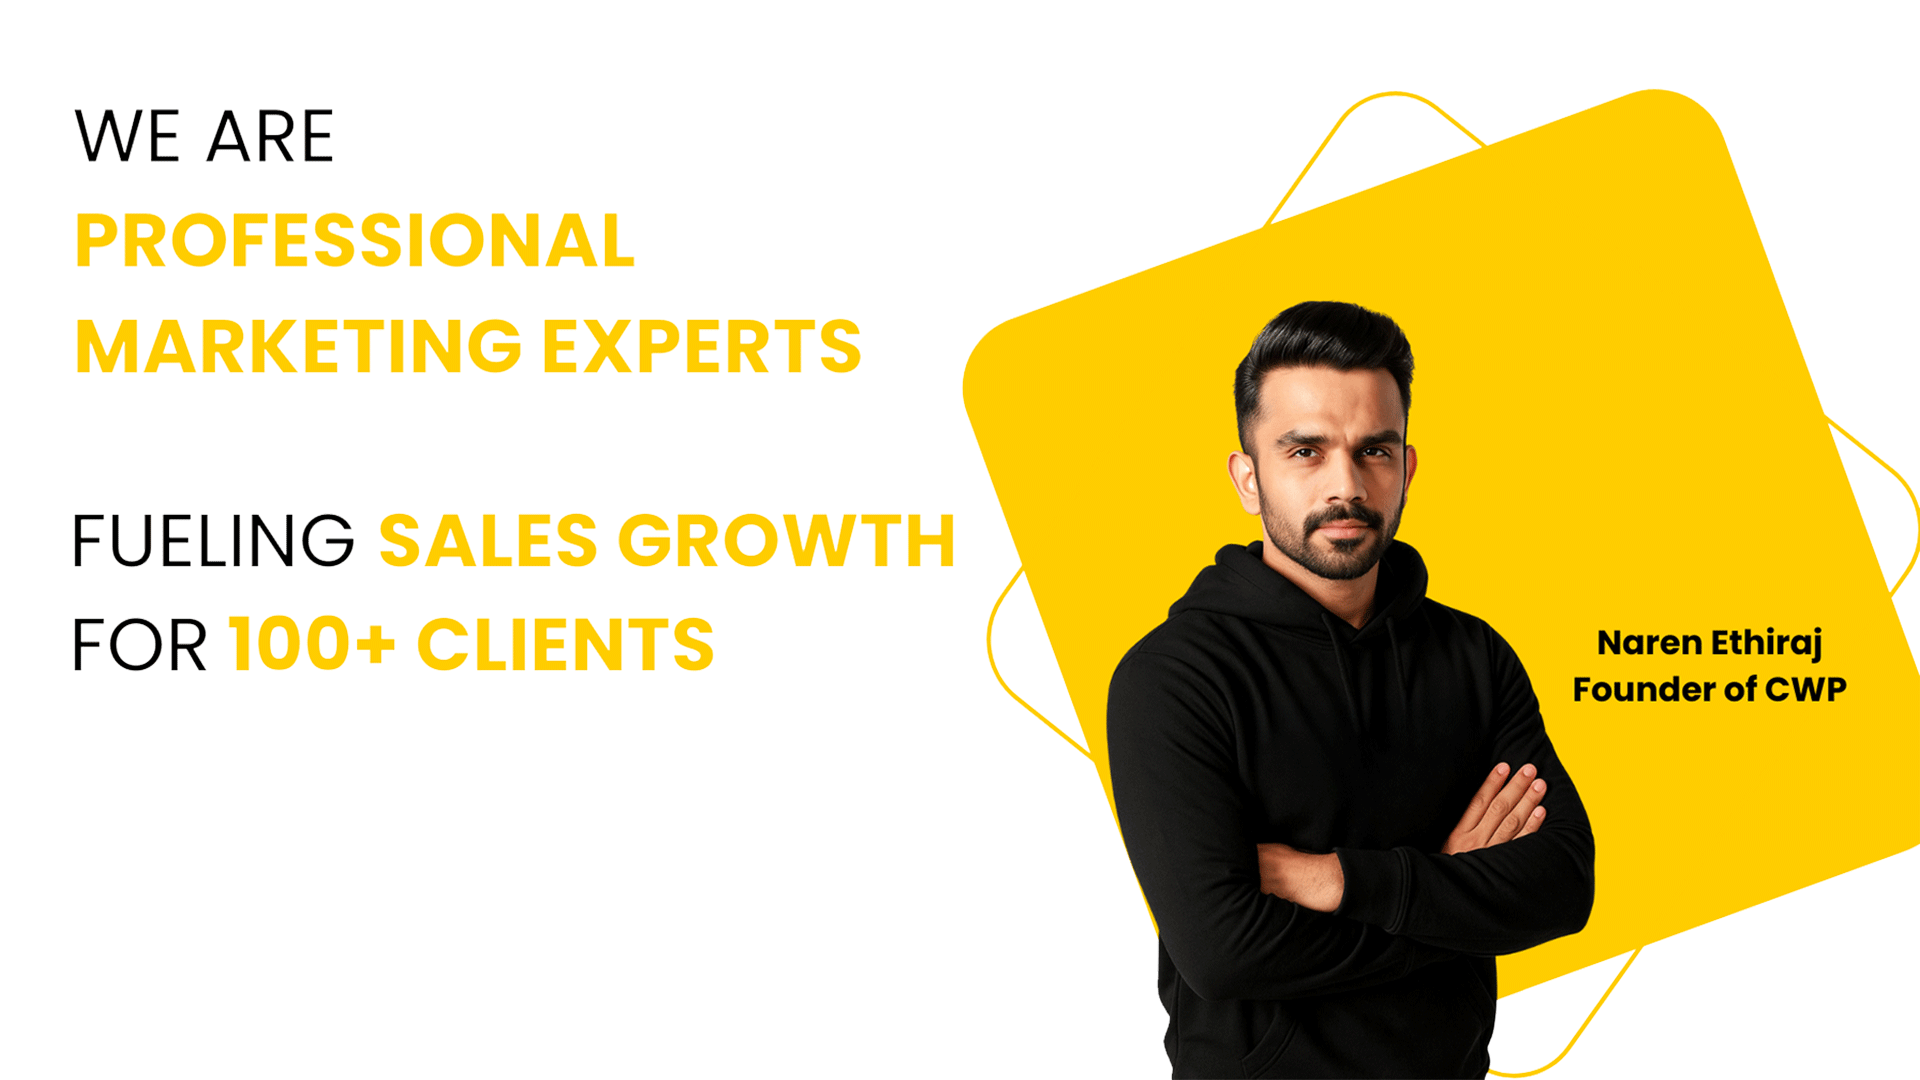 WE ARE
PROFESSIONAL
MARKETING EXPERTS
FUELING SALES GROWTH
FOR 100+ CLIENTS
Naren Ethiraj
Founder of CWP